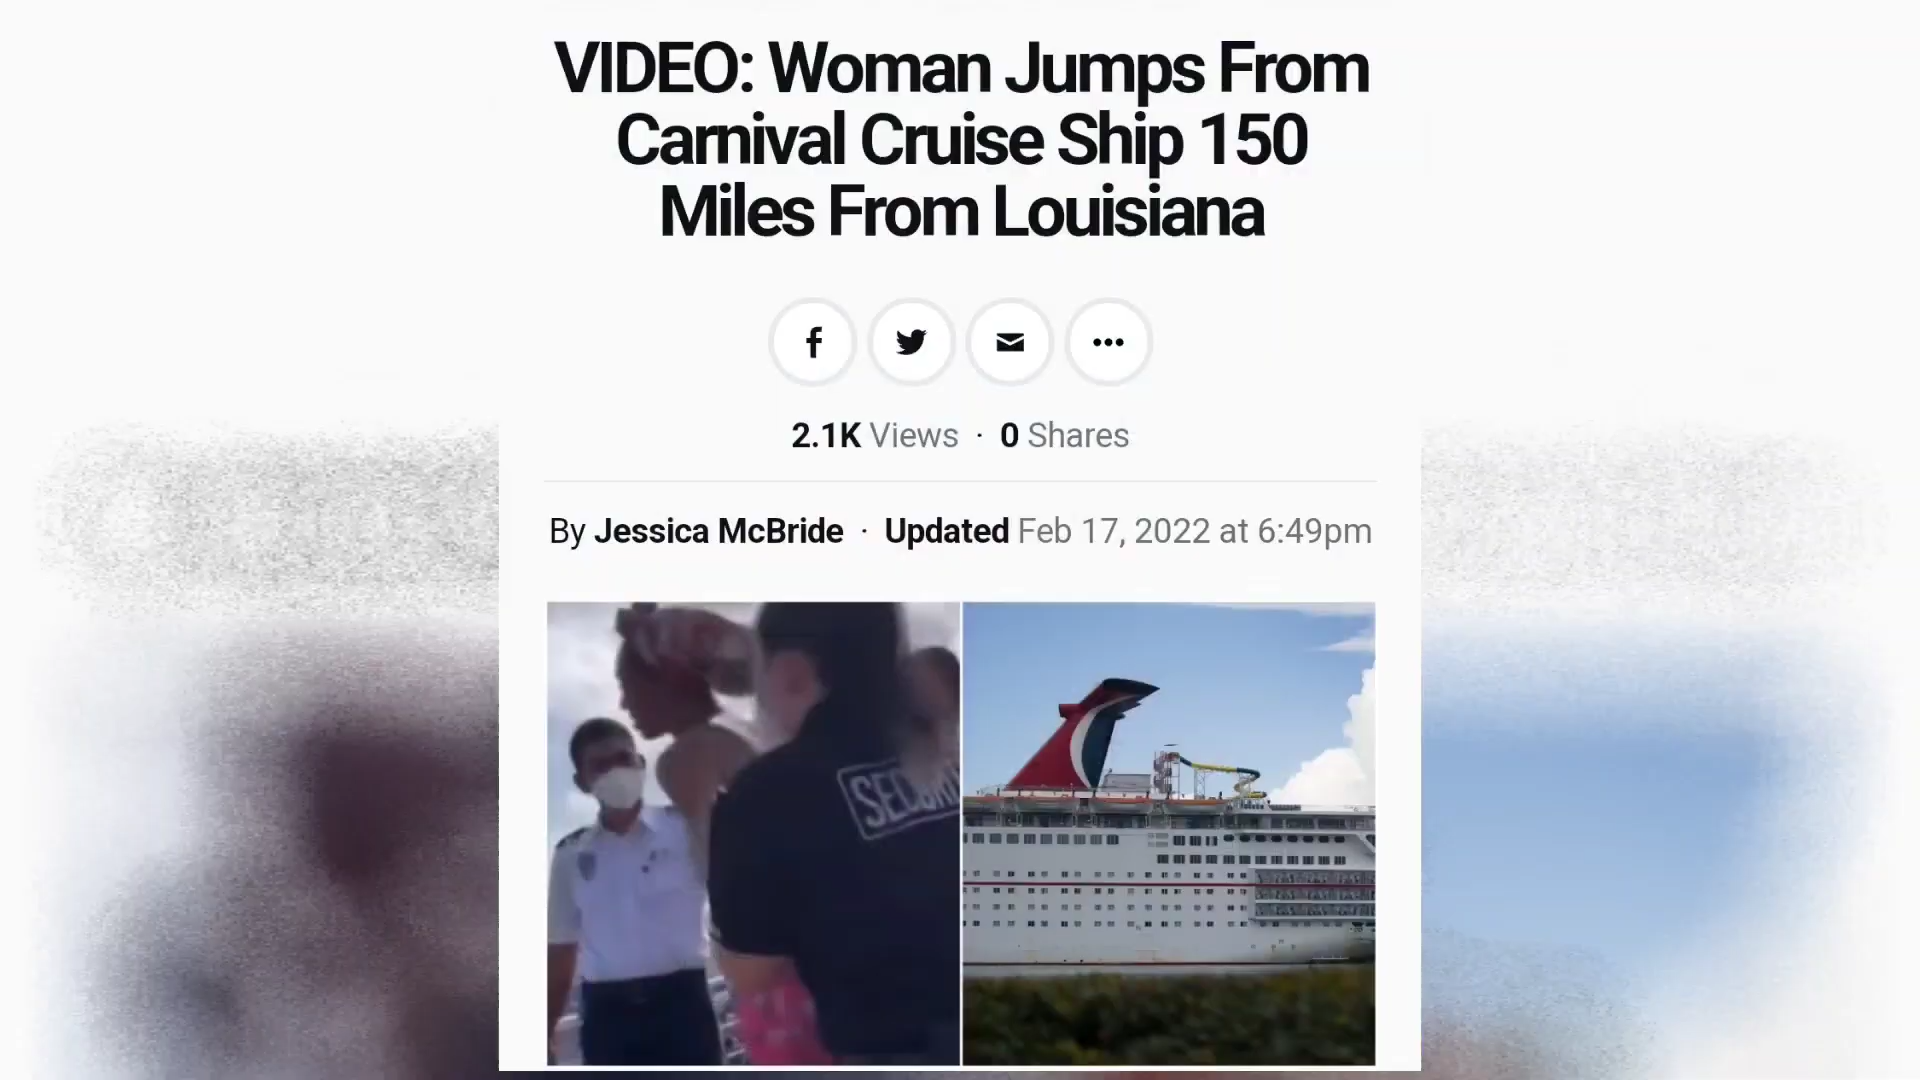 VIDEO: Woman Jumps From
Carnival Cruise Ship 150
Miles From Louisiana
2.1K Views · 0 Shares
By Jessica McBride · Updated Feb 17, 2022 at 6:49pm